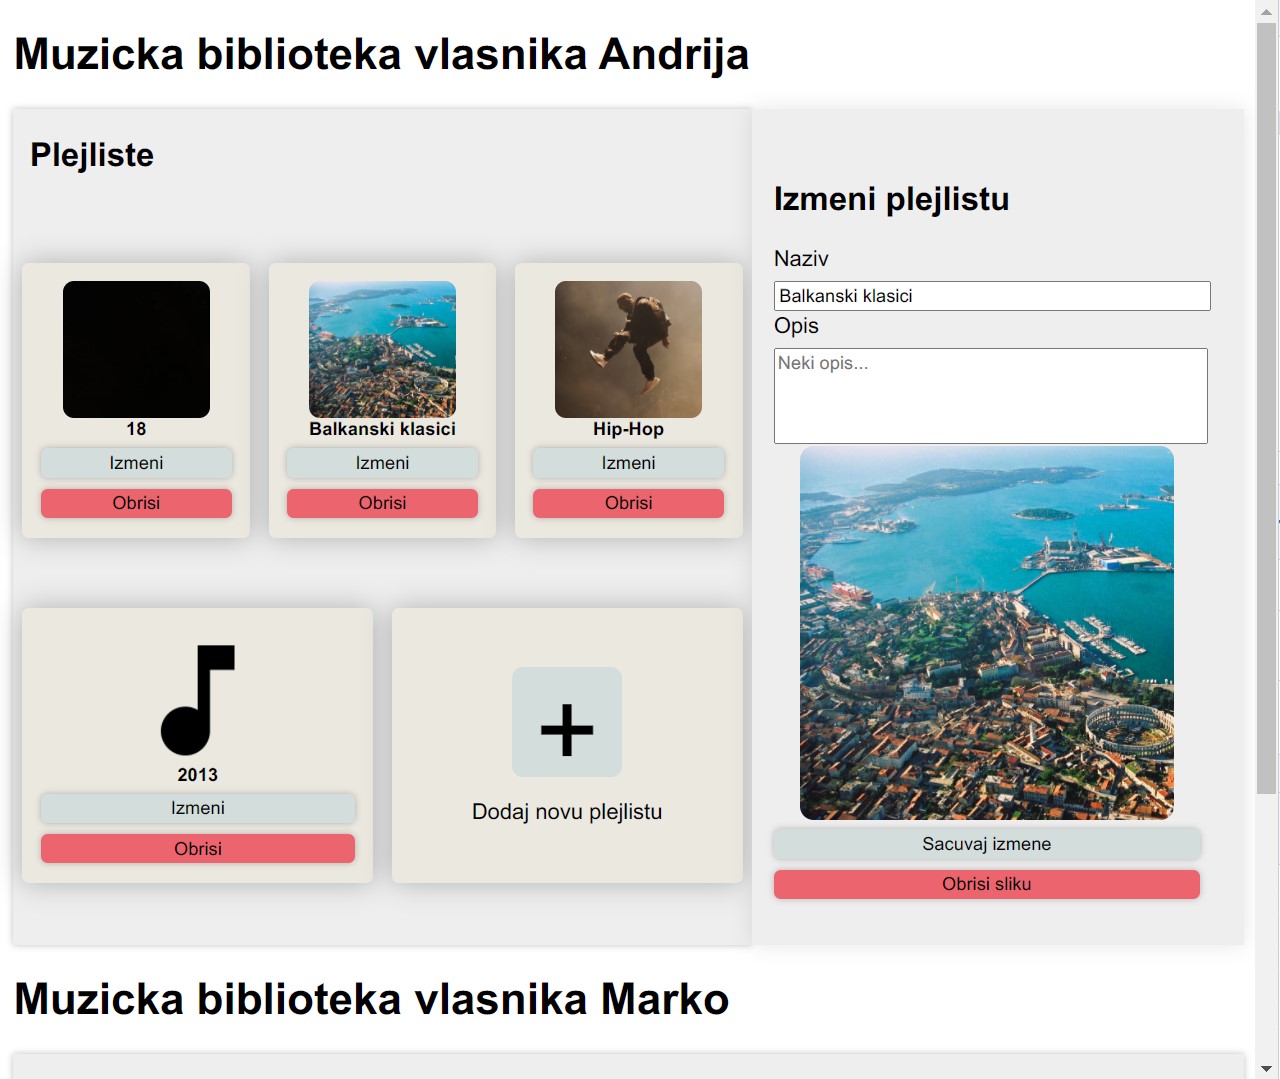 Muzicka biblioteka vlasnika Andrija
Plejliste
18
Izmeni
Obrisi
Balkanski klasici
Izmeni
Obrisi
Hip-Hop
Izmeni
Obrisi
2013
Izmeni
Obrisi
Dodaj novu plejlistu
Izmeni plejlistu
Naziv
Balkanski klasici
Opis
Neki opis...
Sacuvaj izmene
Obrisi sliku
Muzicka biblioteka vlasnika Marko